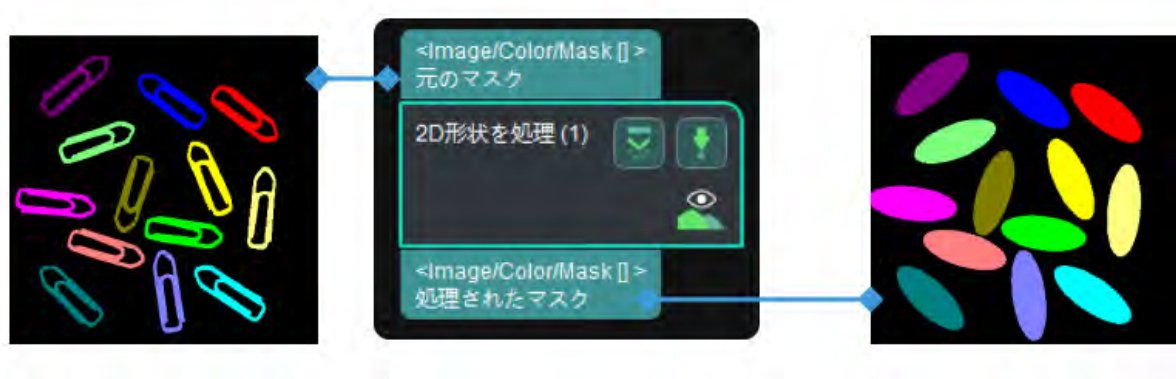 <Image/Color/Mask [] >
元のマスク
2D形状を処理 (1)
<Image/Color/Mask [] >
処理されたマスク